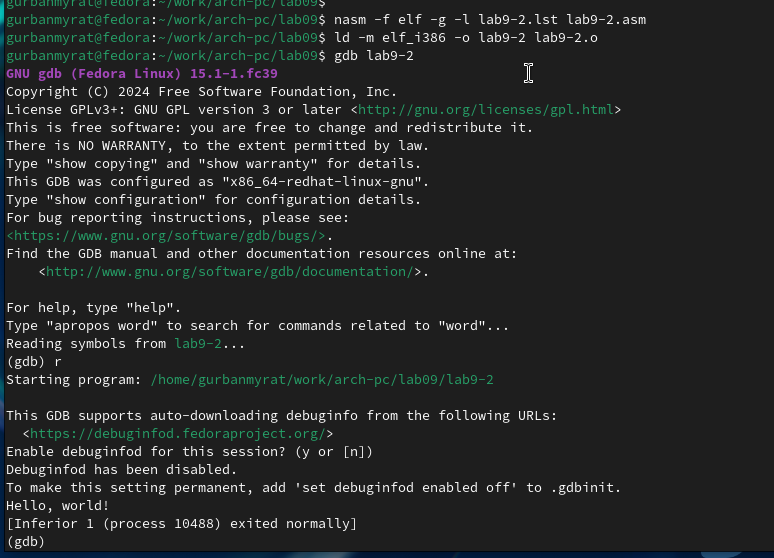 gurbanmyrat@fedora:~/work/arch-pc/lab09$
gurbanmyrat@fedora:~/work/arch-pc/lab09$ nasm -f elf -g -l lab9-2.lst lab9-2.asm
gurbanmyrat@fedora:~/work/arch-pc/lab09$ ld -m elf_i386 -o lab9-2 lab9-2.o
gurbanmyrat@fedora:~/work/arch-pc/lab09$ gdb lab9-2
GNU gdb (Fedora Linux) 15.1-1.fc39
Copyright (C) 2024 Free Software Foundation, Inc.
License GPLv3+: GNU GPL version 3 or later <http://gnu.org/licenses/gpl.html>
This is free software: you are free to change and redistribute it.
There is NO WARRANTY, to the extent permitted by law.
Type "show copying" and "show warranty" for details.
This GDB was configured as "x86_64-redhat-linux-gnu".
Type "show configuration" for configuration details.
For bug reporting instructions, please see:
<https://www.gnu.org/software/gdb/bugs/>.
Find the GDB manual and other documentation resources online at:
    <http://www.gnu.org/software/gdb/documentation/>.

For help, type "help".
Type "apropos word" to search for commands related to "word"...
Reading symbols from lab9-2...
(gdb) r
Starting program: /home/gurbanmyrat/work/arch-pc/lab09/lab9-2

This GDB supports auto-downloading debuginfo from the following URLs:
  <https://debuginfod.fedoraproject.org/>
Enable debuginfod for this session? (y or [n])
Debuginfod has been disabled.
To make this setting permanent, add 'set debuginfod enabled off' to .gdbinit.
Hello, world!
[Inferior 1 (process 10488) exited normally]
(gdb)